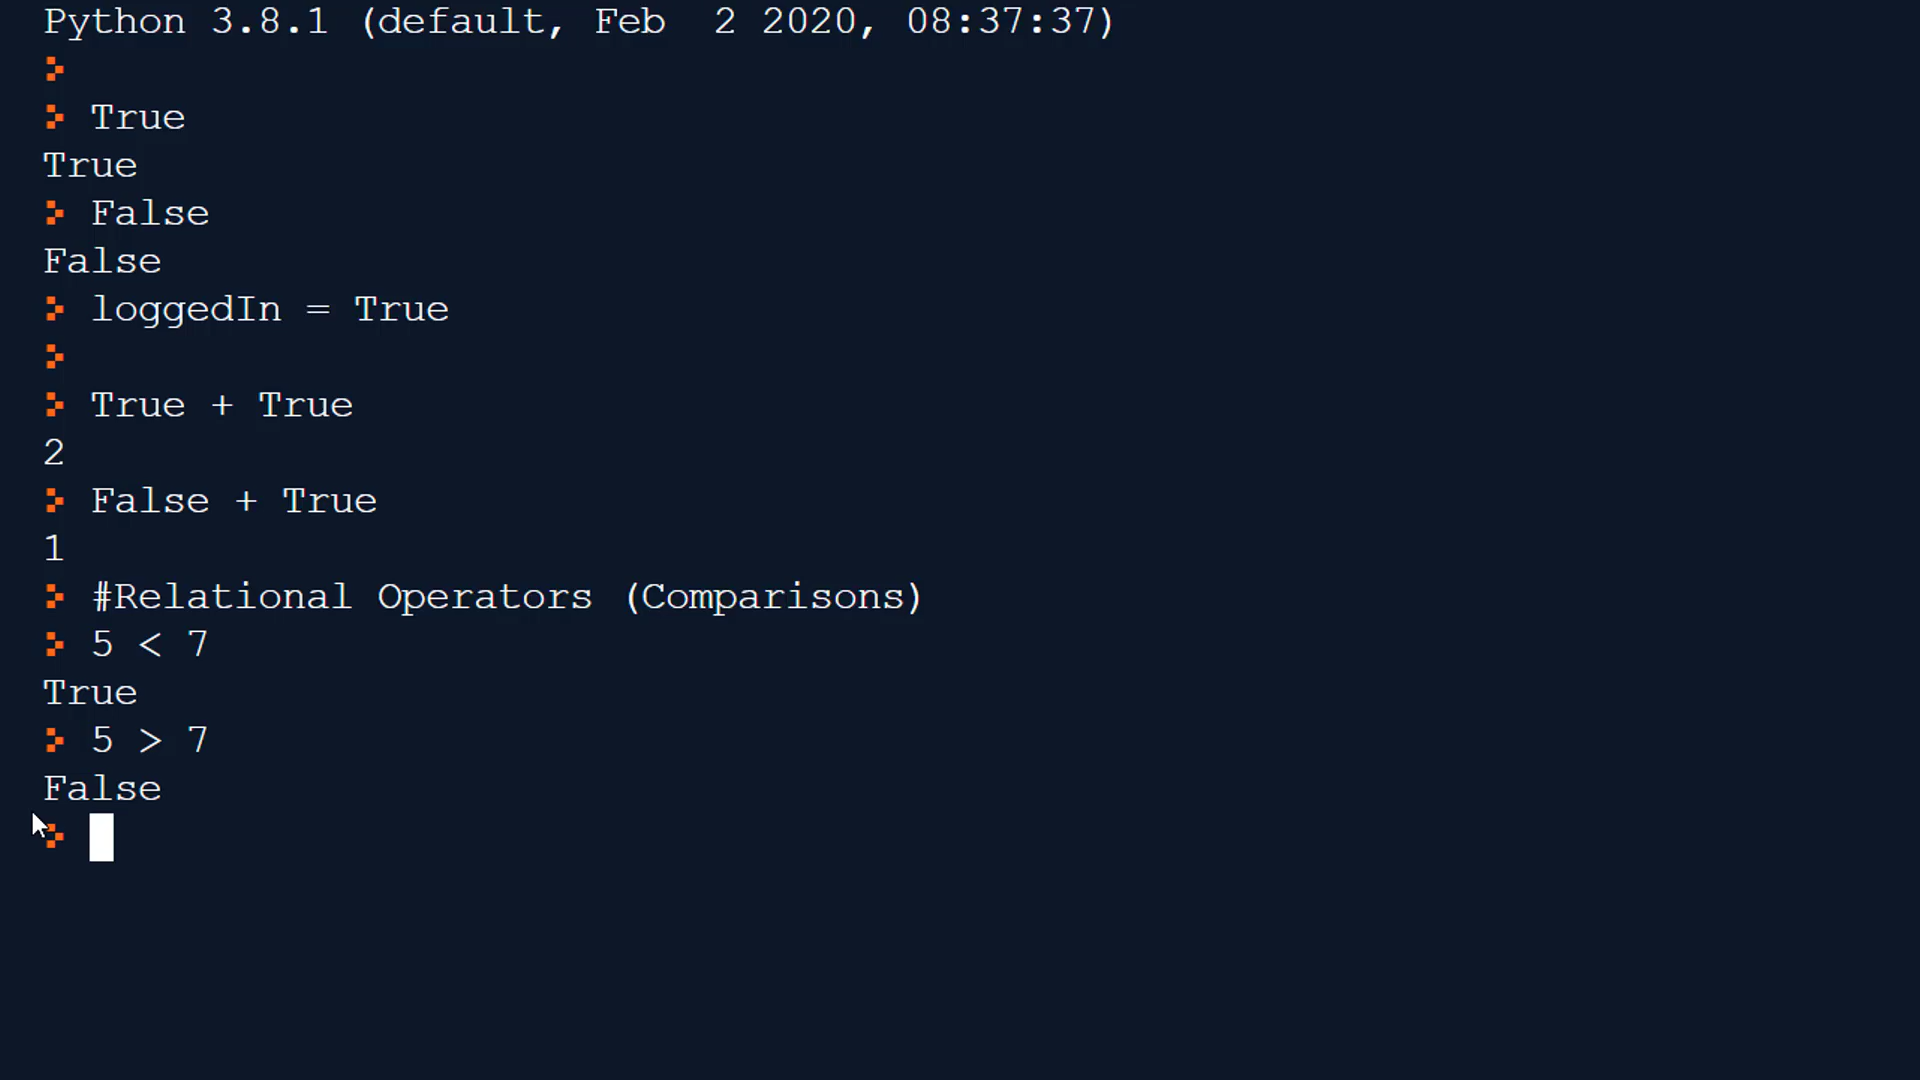 Python 3.8.1 (default, Feb  2 2020, 08:37:37)
True
True
False
False
loggedIn = True
True + True
2
False + True
1
#Relational Operators (Comparisons)
5 < 7
True
5 > 7
False